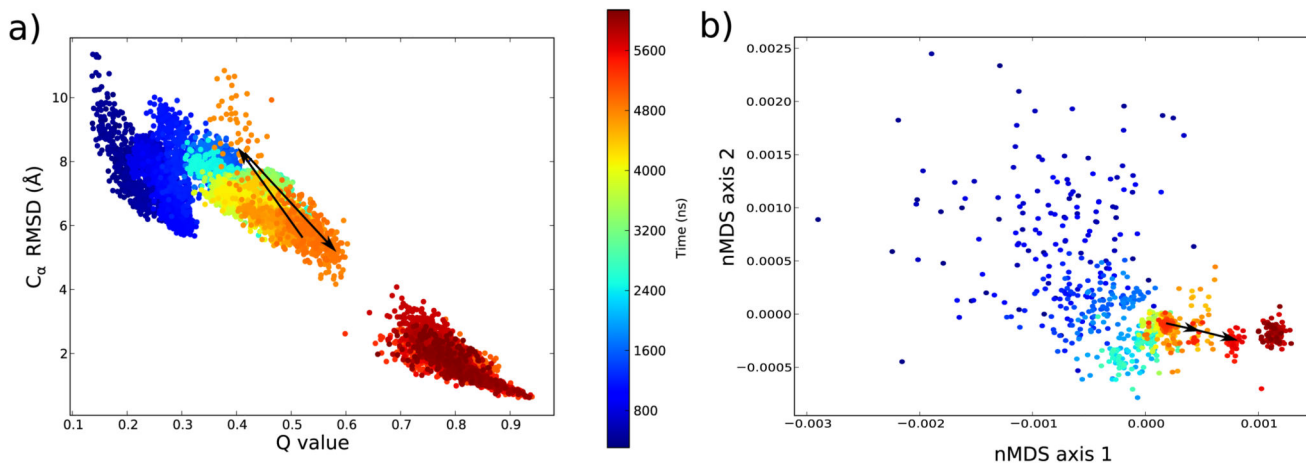 a)
10
8
6
4
2
0.1 0.2 0.3 0.4 0.5 0.6 0.7 0.8 0.9
Q value
Cα RMSD (Å)
5600
4800
4000
3200
2400
1600
800
Time (ns)
b)
0.0025
0.0020
0.0015
0.0010
0.0005
0.0000
−0.0005
−0.003 −0.002 −0.001 0.000 0.001
nMDS axis 1
nMDS axis 2